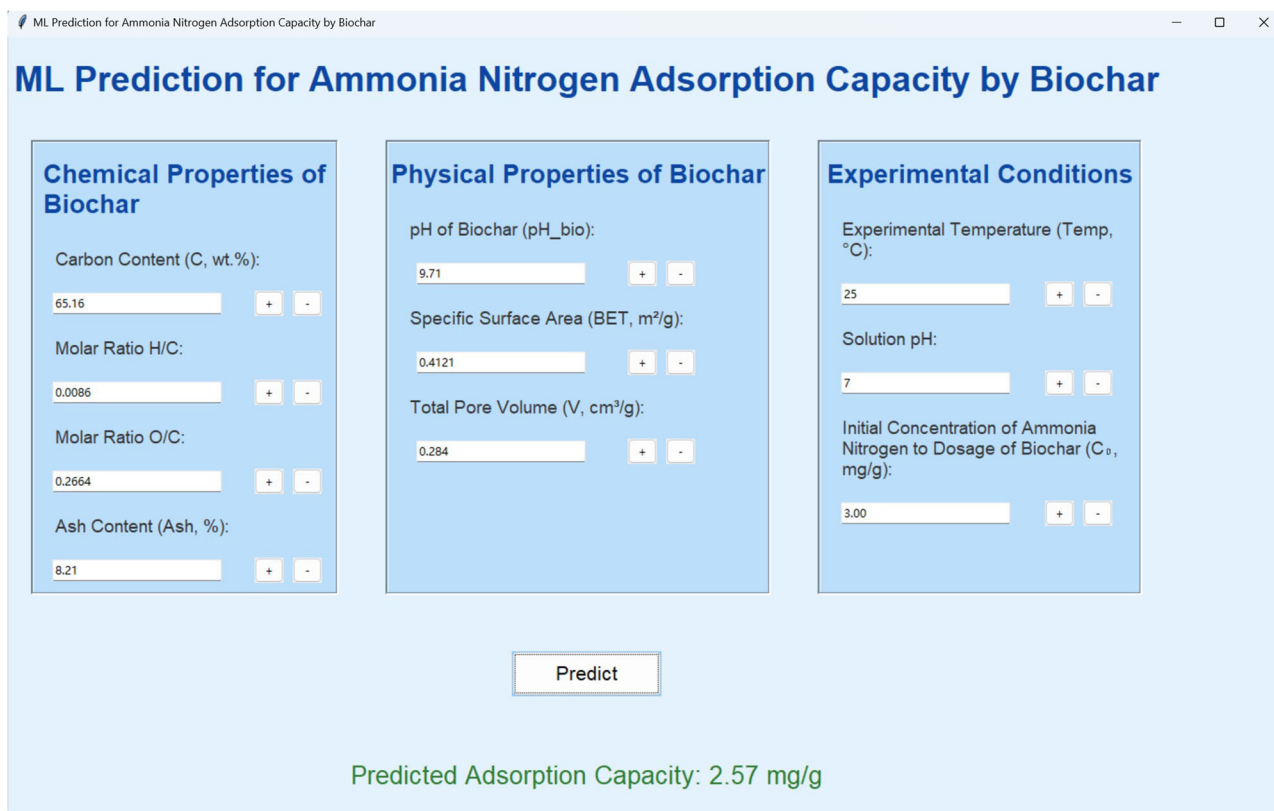 ML Prediction for Ammonia Nitrogen Adsorption Capacity by Biochar
ML Prediction for Ammonia Nitrogen Adsorption Capacity by Biochar
Chemical Properties of
Biochar
Carbon Content (C, wt.%):
65.16 + -
Molar Ratio H/C:
0.0086 + -
Molar Ratio O/C:
0.2664 + -
Ash Content (Ash, %):
8.21 + -
Physical Properties of Biochar
pH of Biochar (pH_bio):
9.71 + -
Specific Surface Area (BET, m²/g):
0.4121 + -
Total Pore Volume (V, cm³/g):
0.284 + -
Experimental Conditions
Experimental Temperature (Temp,
°C):
25 + -
Solution pH:
7 + -
Initial Concentration of Ammonia
Nitrogen to Dosage of Biochar (C₀,
mg/g):
3.00 + -
Predict
Predicted Adsorption Capacity: 2.57 mg/g